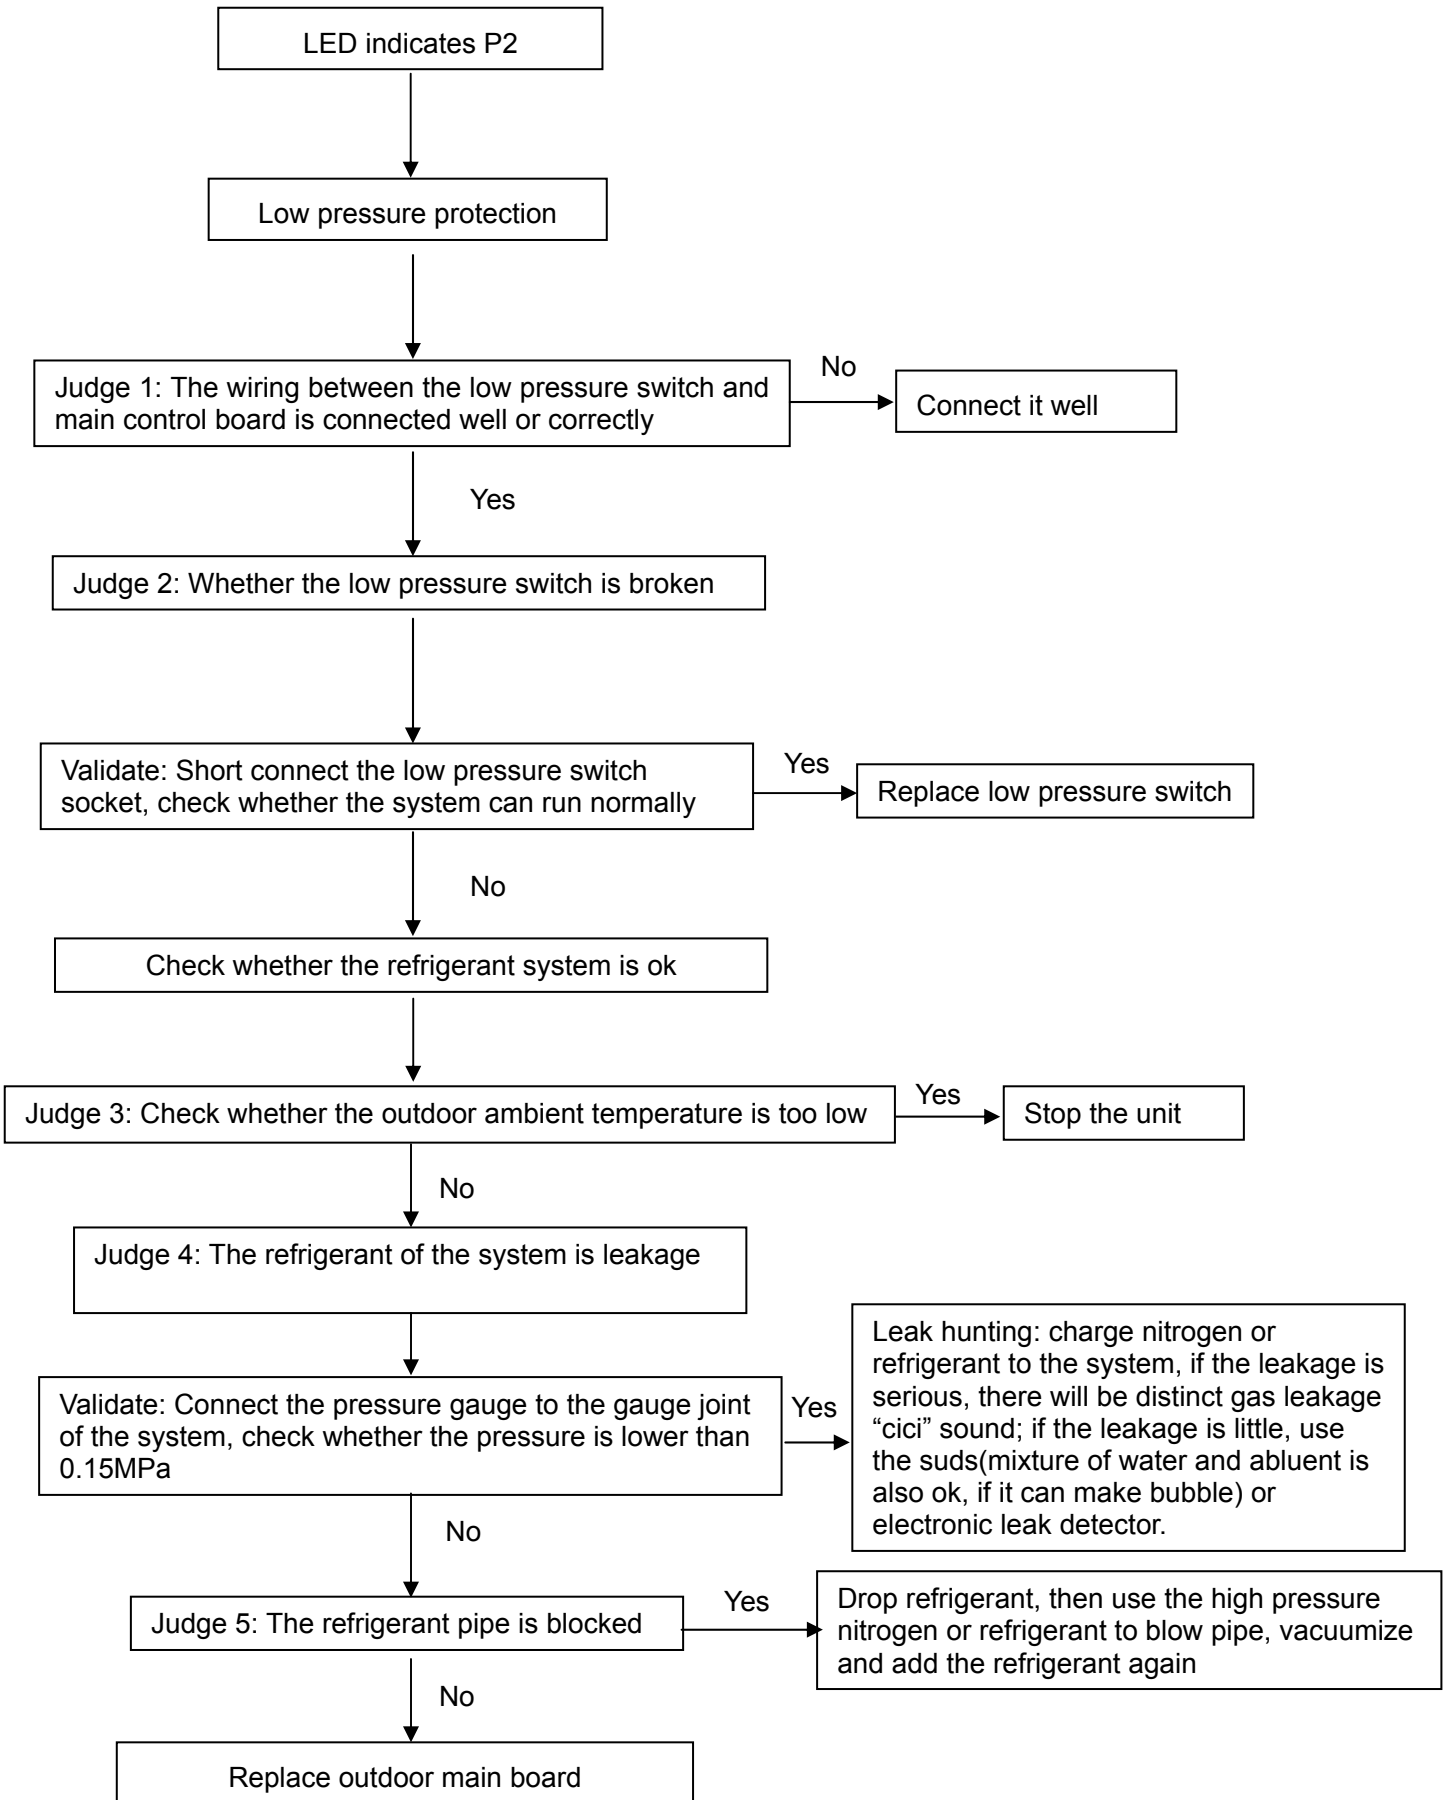 LED indicates P2
Low pressure protection
Judge 1: The wiring between the low pressure switch and
main control board is connected well or correctly
No
Connect it well
Yes
Judge 2: Whether the low pressure switch is broken
Validate: Short connect the low pressure switch
socket, check whether the system can run normally
Yes
Replace low pressure switch
No
Check whether the refrigerant system is ok
Judge 3: Check whether the outdoor ambient temperature is too low
Yes
Stop the unit
No
Judge 4: The refrigerant of the system is leakage
Validate: Connect the pressure gauge to the gauge joint
of the system, check whether the pressure is lower than
0.15MPa
Yes
Leak hunting: charge nitrogen or
refrigerant to the system, if the leakage is
serious, there will be distinct gas leakage
“cici” sound; if the leakage is little, use
the suds(mixture of water and abluent is
also ok, if it can make bubble) or
electronic leak detector.
No
Judge 5: The refrigerant pipe is blocked
Yes
Drop refrigerant, then use the high pressure
nitrogen or refrigerant to blow pipe, vacuumize
and add the refrigerant again
No
Replace outdoor main board